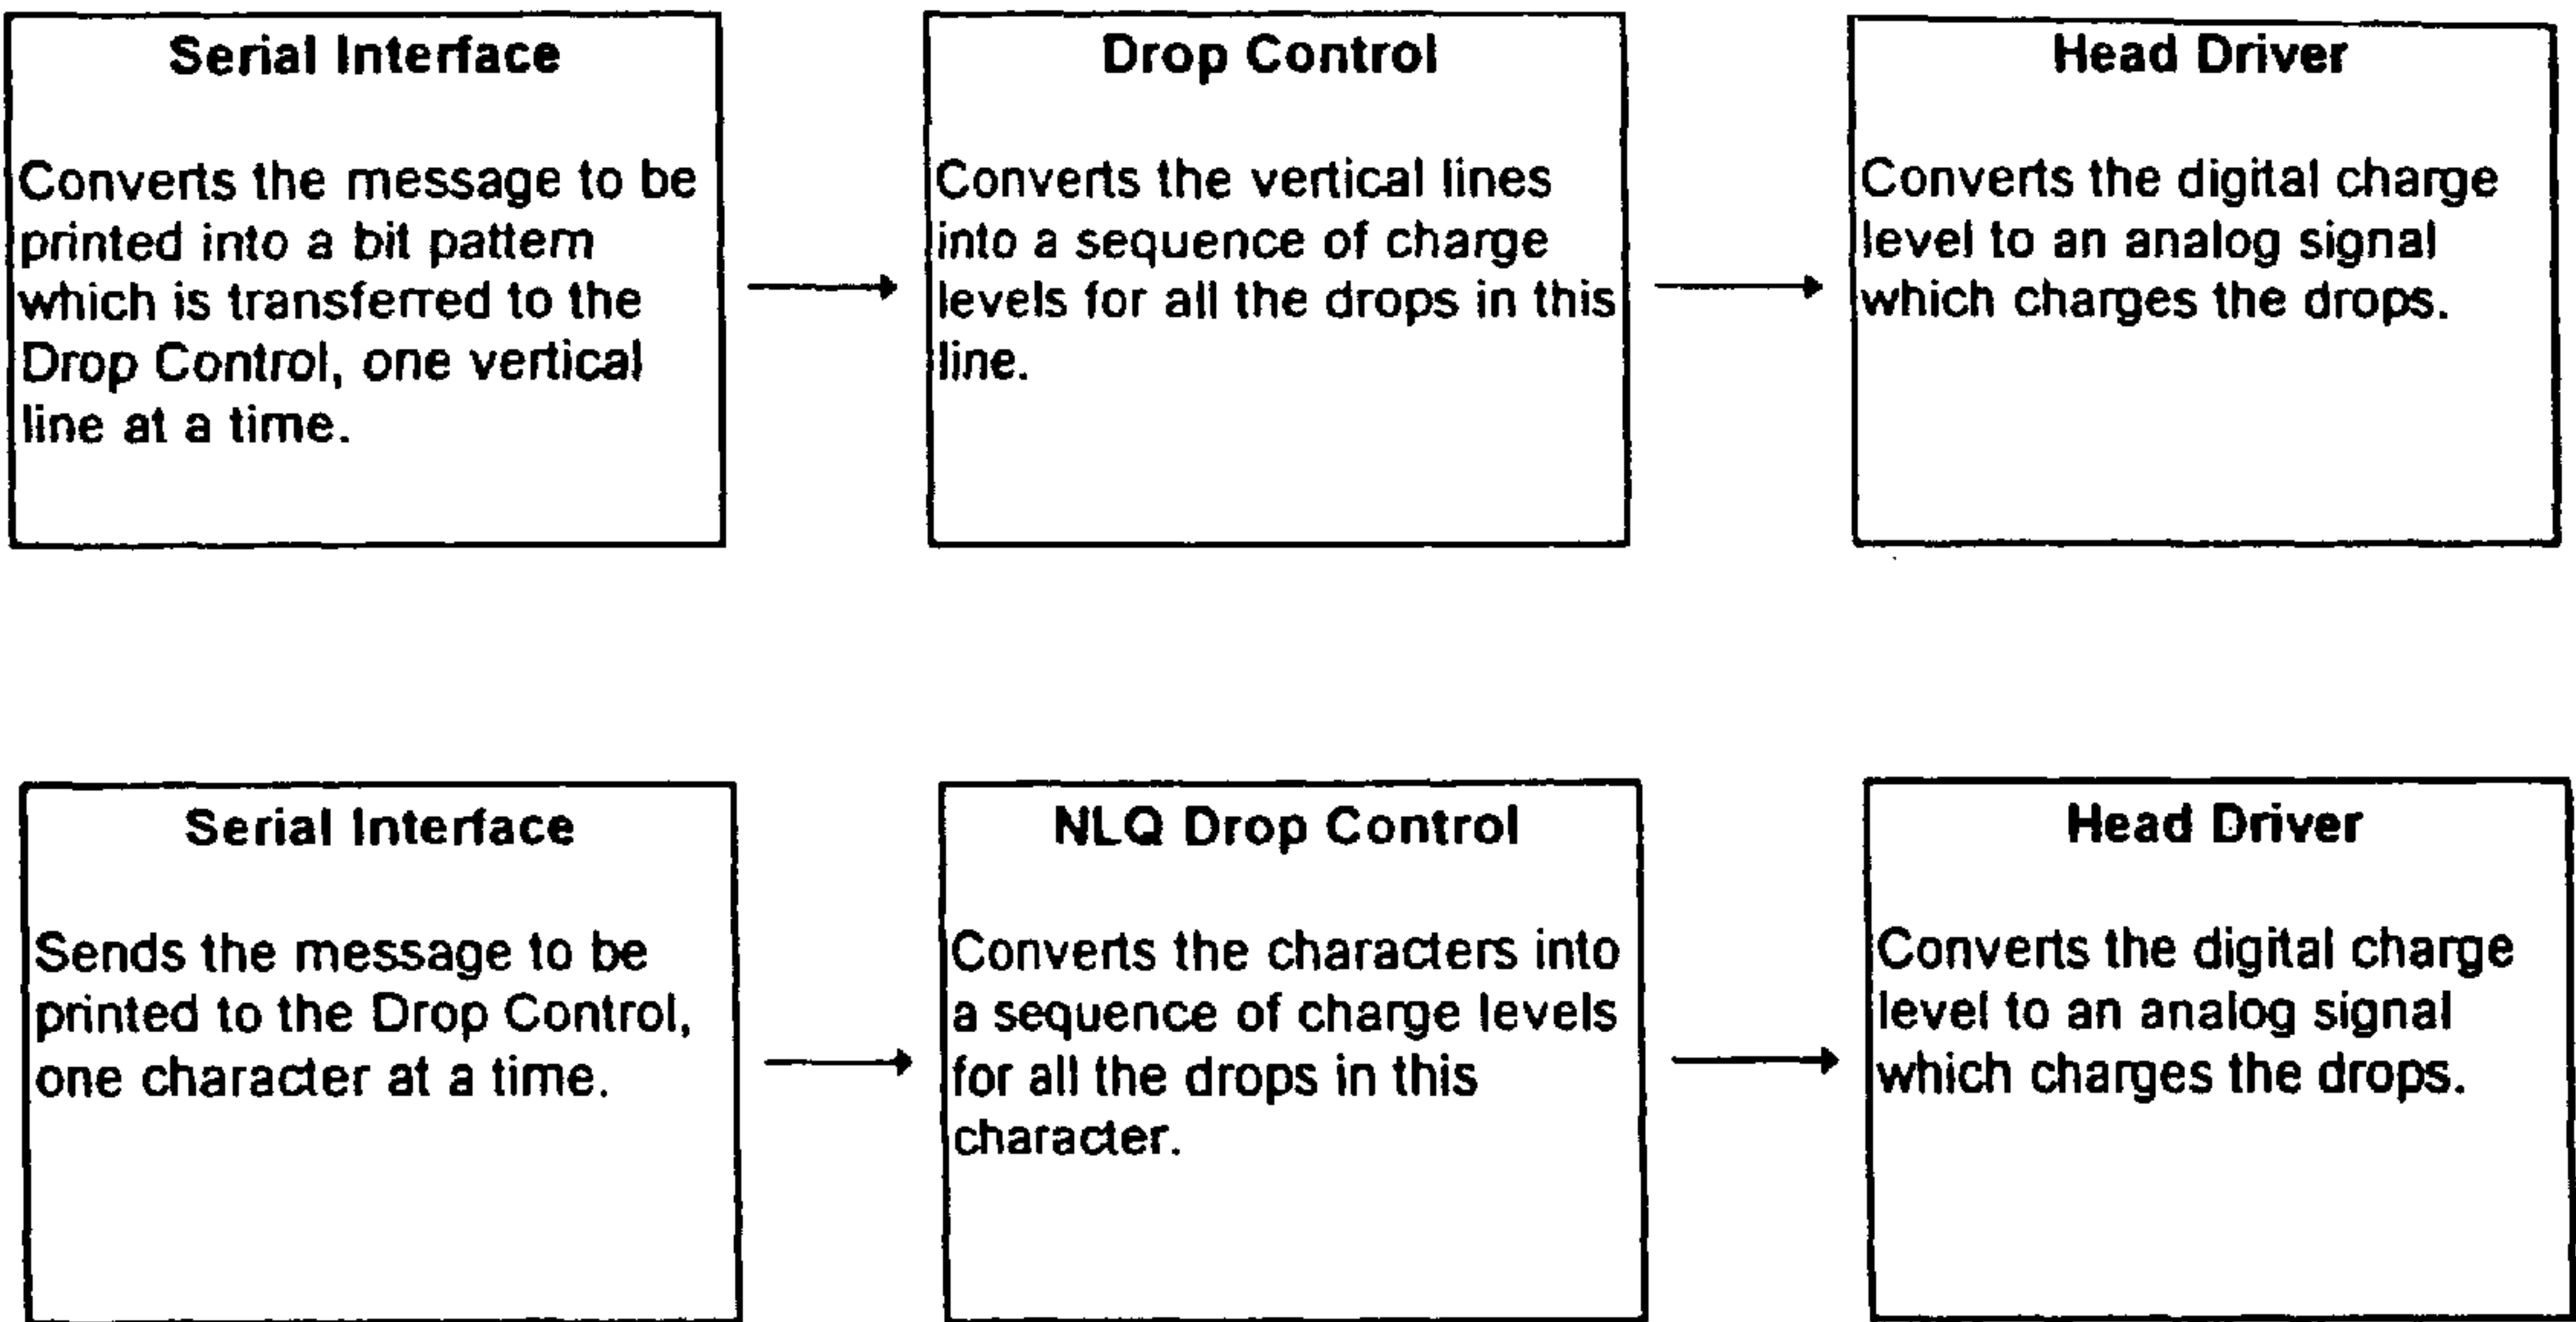 Serial Interface
Converts the message to be
printed into a bit pattern
which is transferred to the
Drop Control, one vertical
line at a time.
Drop Control
Converts the vertical lines
into a sequence of charge
levels for all the drops in this
line.
Head Driver
Converts the digital charge
level to an analog signal
which charges the drops.
Serial Interface
Sends the message to be
printed to the Drop Control,
one character at a time.
NLQ Drop Control
Converts the characters into
a sequence of charge levels
for all the drops in this
character.
Head Driver
Converts the digital charge
level to an analog signal
which charges the drops.